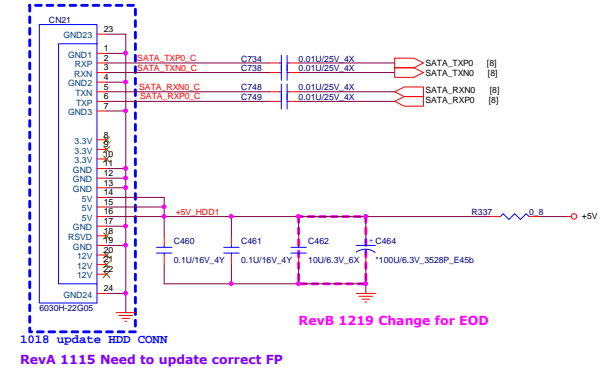 CN21
GND23 23
GND1 1
RXP 2 SATA_TXP0_C C734 0.01U/25V_4X SATA_TXP0 [8]
RXN 3 SATA_TXN0_C C738 0.01U/25V_4X SATA_TXN0 [8]
GND2 4
TXN 5 SATA_RXN0_C C748 0.01U/25V_4X SATA_RXN0 [8]
TXP 6 SATA_RXP0_C C749 0.01U/25V_4X SATA_RXP0 [8]
GND3 7
3.3V 8
3.3V 9
3.3V 10
GND 11
GND 12
GND 13
5V 14
5V 15
5V 16 +5V_HDD1 R337 0_8 +5V
GND 17
RSVD 18
GND 19
12V 20
12V 21
12V 22
C460 C461 C462 + C464
0.1U/16V_4Y 0.1U/16V_4Y 10U/6.3V_6X *100U/6.3V_3528P_E45b
GND24 24
6030H-22G05
RevB 1219 Change for EOD
1018 update HDD CONN
RevA 1115 Need to update correct FP